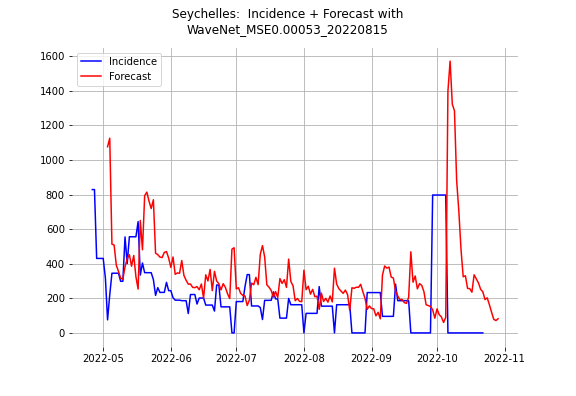 Seychelles:  Incidence + Forecast with
WaveNet_MSE0.00053_20220815
Incidence
Forecast
1600
1400
1200
1000
800
600
400
200
0
2022-05 2022-06 2022-07 2022-08 2022-09 2022-10 2022-11